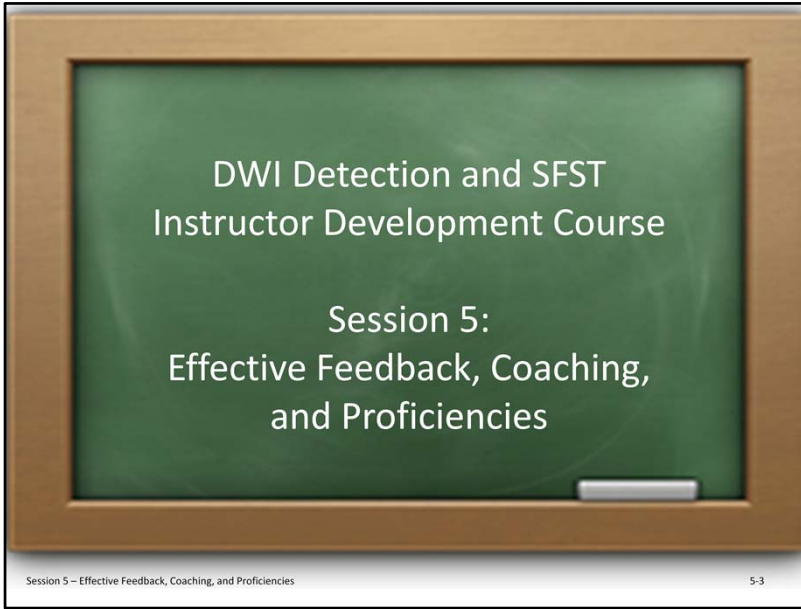 DWI Detection and SFST
Instructor Development Course
Session 5:
Effective Feedback, Coaching,
and Proficiencies
Session 5 – Effective Feedback, Coaching, and Proficiencies
5-3